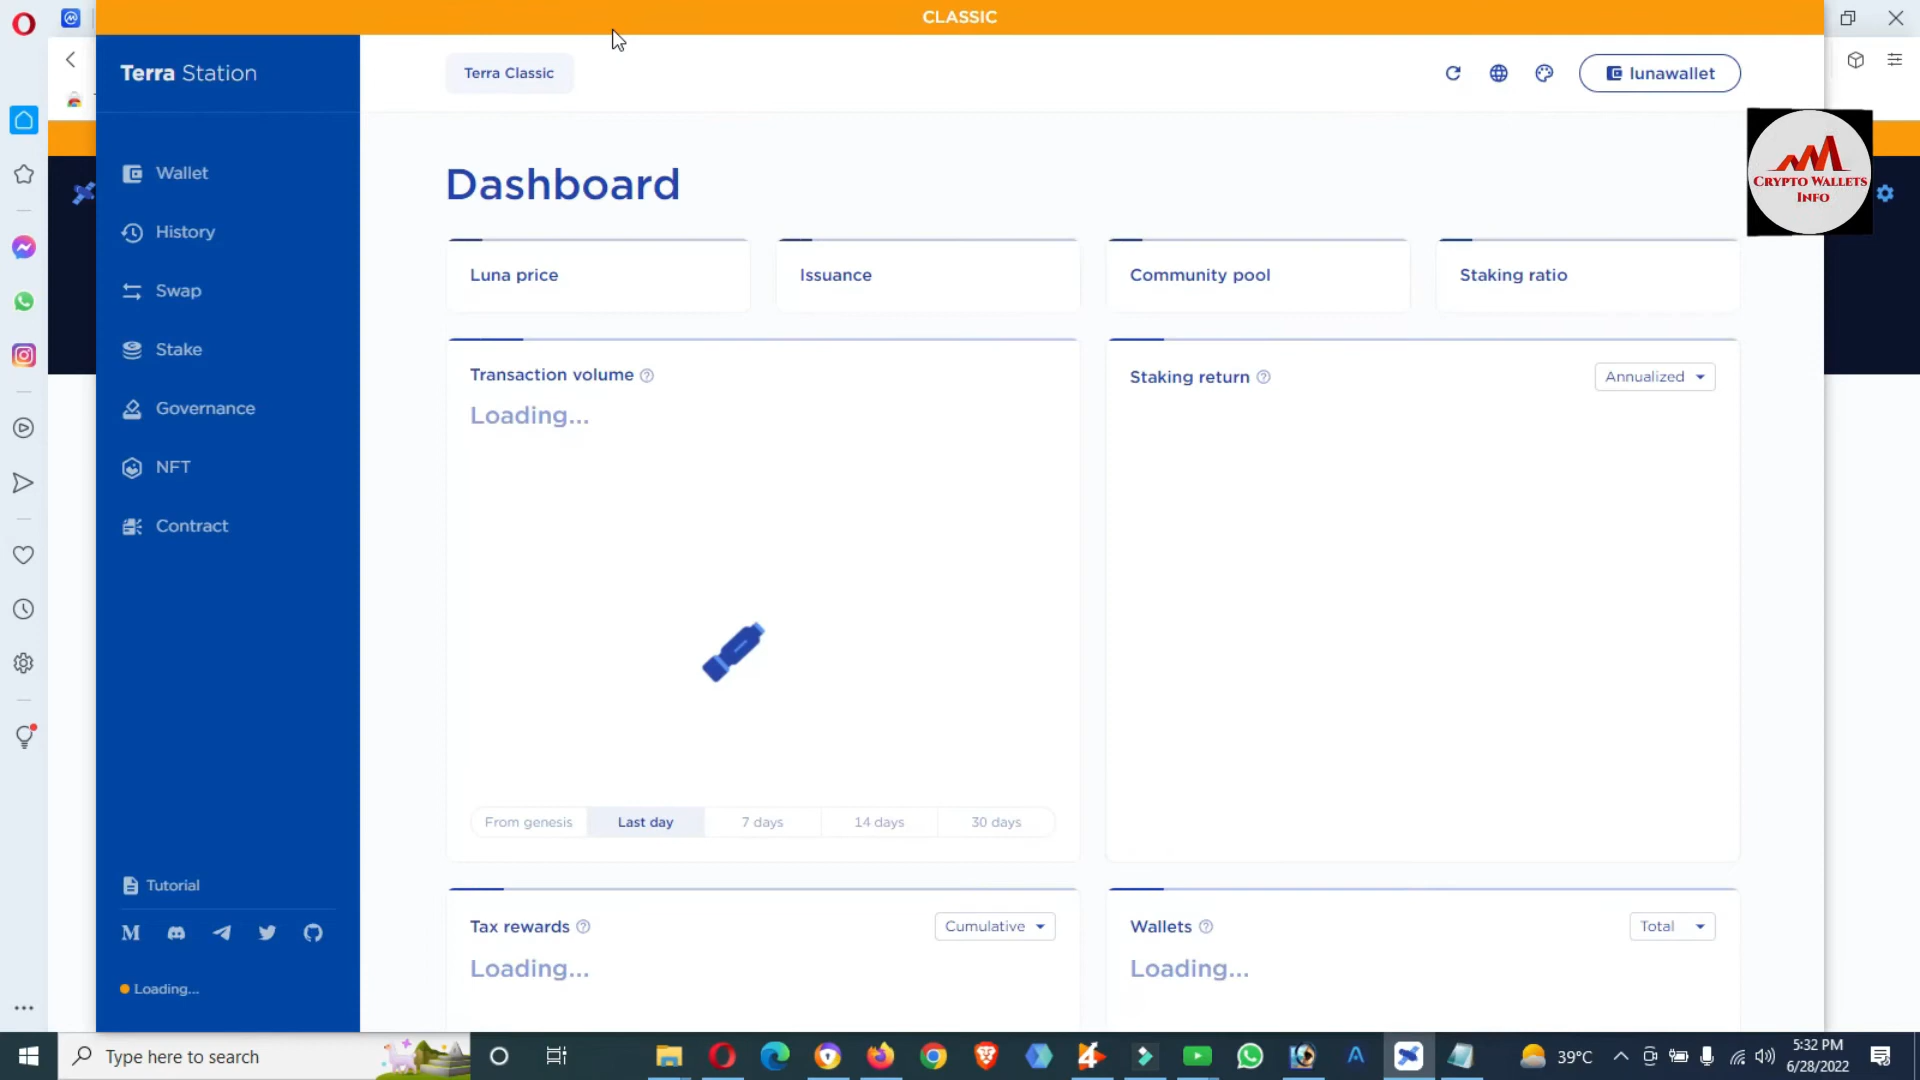 CLASSIC
Terra Station
Terra Classic
lunawallet
CRYPTO WALLETS
INFO
Wallet
History
Swap
Stake
Governance
NFT
Contract
Dashboard
Luna price
Issuance
Community pool
Staking ratio
Transaction volume
Loading...
Staking return
Annualized
From genesis
Last day
7 days
14 days
30 days
Tax rewards
Cumulative
Loading...
Wallets
Total
Loading...
Tutorial
Loading...
Type here to search
39°C
5:32 PM
6/28/2022